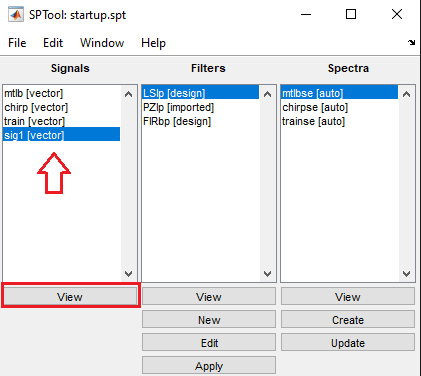 SPTool: startup.spt
File Edit Window Help
Signals
mtlb [vector]
chirp [vector]
train [vector]
sig1 [vector]
View
Filters
LSlp [design]
PZlp [imported]
FIRbp [design]
View
New
Edit
Apply
Spectra
mtlbse [auto]
chirpse [auto]
trainse [auto]
View
Create
Update